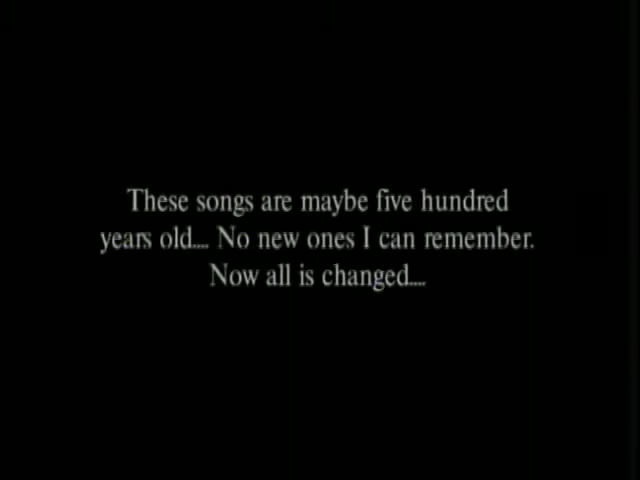 These songs are maybe five hundred
years old.... No new ones I can remember.
Now all is changed....